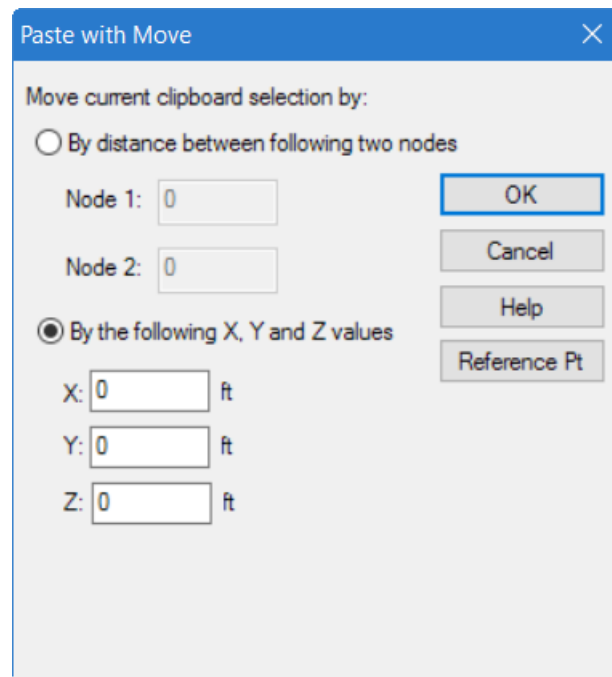 Paste with Move
Move current clipboard selection by:
By distance between following two nodes
Node 1: 0
OK
Node 2: 0
Cancel
Help
By the following X, Y and Z values
Reference Pt
X: 0 ft
Y: 0 ft
Z: 0 ft